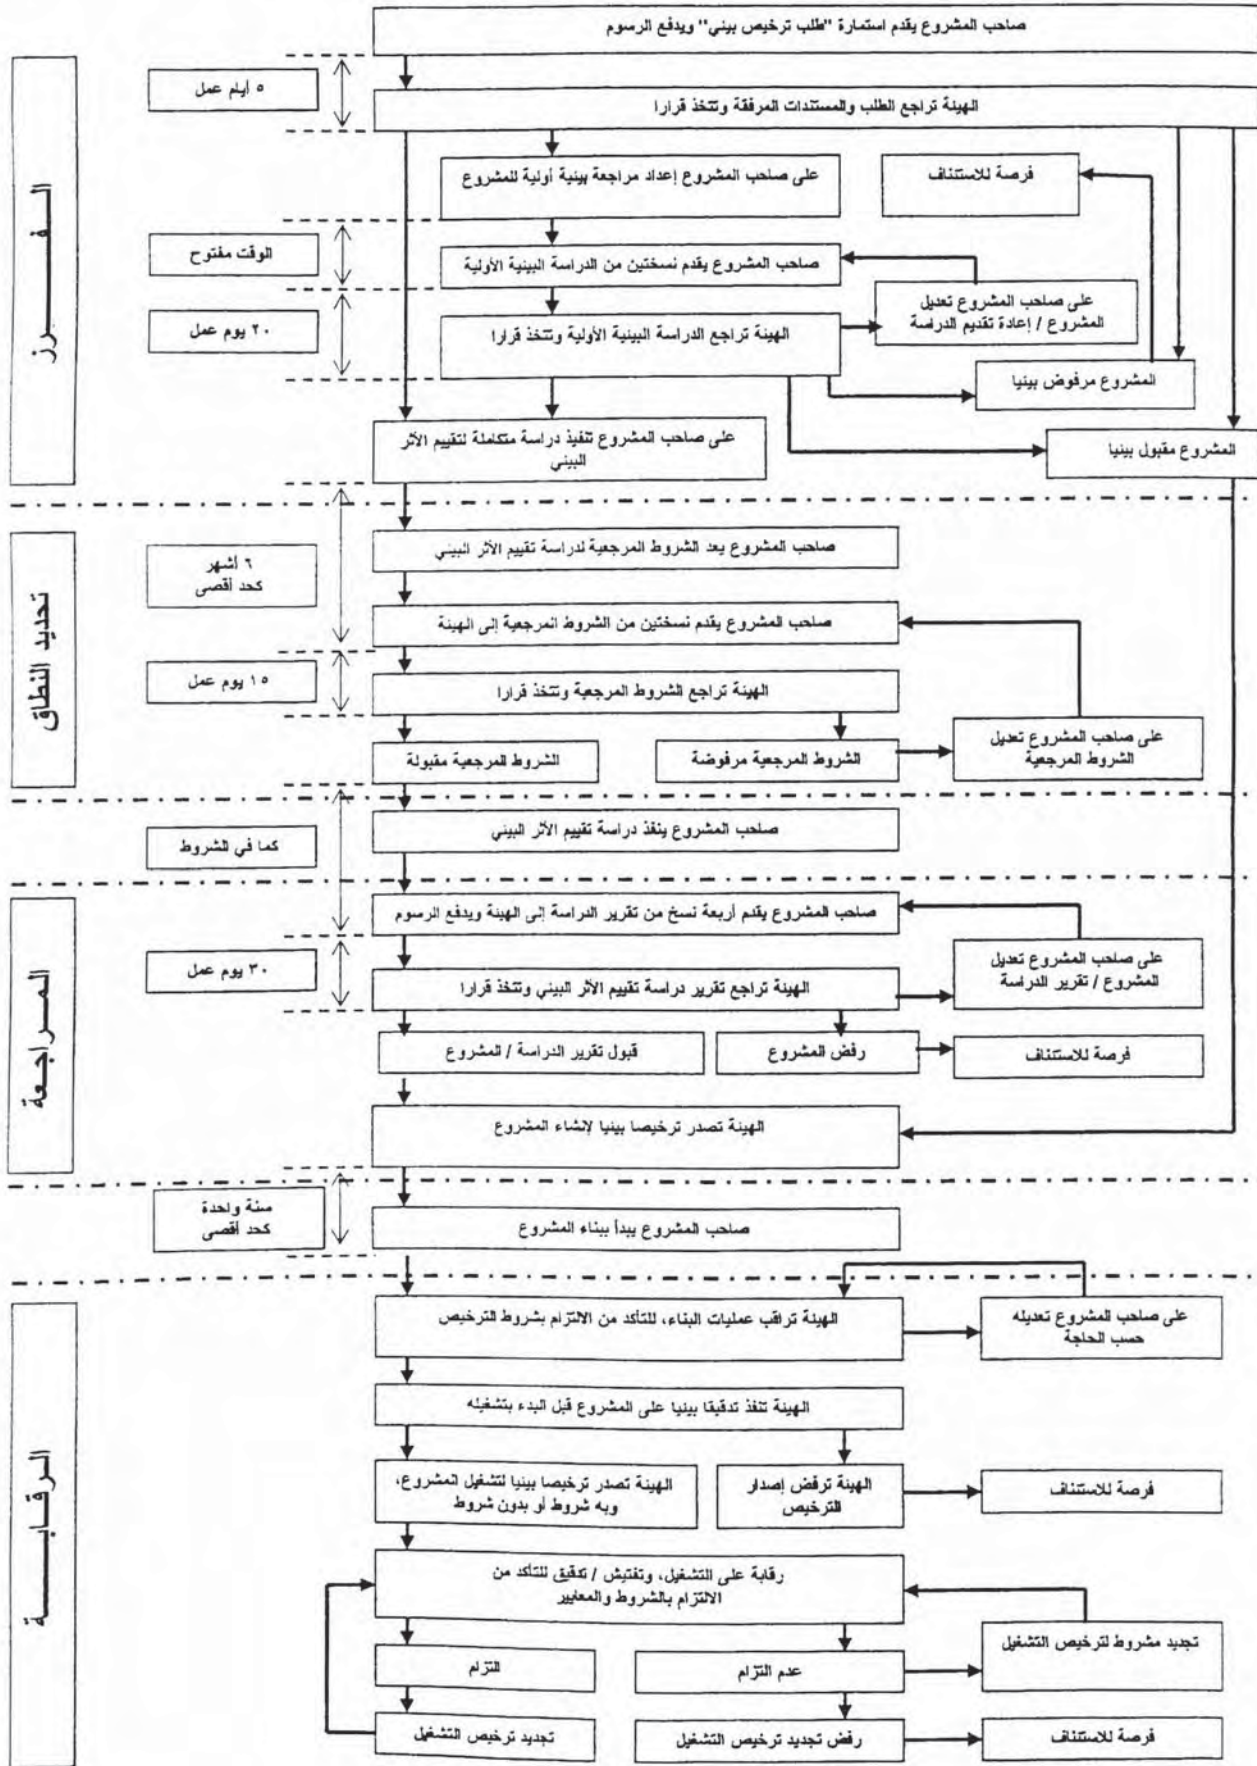 صاحب المشروع يقدم استمارة "طلب ترخيص بيني" ويدفع الرسوم
الفـــرز
٥ أيام عمل
الهيئة تراجع الطلب والمستندات المرفقة وتتخذ قرارا
على صاحب المشروع إعداد مراجعة بيئية أولية للمشروع
فرصة للاستئناف
الوقت مفتوح
صاحب المشروع يقدم نسختين من الدراسة البيئية الأولية
على صاحب المشروع تعديل
المشروع / إعادة تقديم الدراسة
٢٠ يوم عمل
الهيئة تراجع الدراسة البيئية الأولية وتتخذ قرارا
المشروع مرفوض بيئيا
على صاحب المشروع تنفيذ دراسة متكاملة لتقييم الأثر
البيئي
المشروع مقبول بيئيا
تحديد النطاق
صاحب المشروع يعد الشروط المرجعية لدراسة تقييم الأثر البيئي
٦ أشهر
كحد أقصى
صاحب المشروع يقدم نسختين من الشروط المرجعية إلى الهيئة
١٥ يوم عمل
الهيئة تراجع الشروط المرجعية وتتخذ قرارا
الشروط المرجعية مقبولة
الشروط المرجعية مرفوضة
على صاحب المشروع تعديل
الشروط المرجعية
كما في الشروط
صاحب المشروع ينفذ دراسة تقييم الأثر البيئي
المـراجـعة
صاحب المشروع يقدم أربعة نسخ من تقرير الدراسة إلى الهيئة ويدفع الرسوم
٣٠ يوم عمل
الهيئة تراجع تقرير دراسة تقييم الأثر البيئي وتتخذ قرارا
على صاحب المشروع تعديل
المشروع / تقرير الدراسة
قبول تقرير الدراسة / المشروع
رفض المشروع
فرصة للاستئناف
الهيئة تصدر ترخيصا بيئيا لإنشاء المشروع
سنة واحدة
كحد أقصى
صاحب المشروع يبدأ ببناء المشروع
الـرقـابـــة
الهيئة تراقب عمليات البناء، للتأكد من الالتزام بشروط الترخيص
على صاحب المشروع تعديله
حسب الحاجة
الهيئة تنفذ تدقيقا بيئيا على المشروع قبل البدء بتشغيله
الهيئة تصدر ترخيصا بيئيا لتشغيل المشروع،
وبه شروط أو بدون شروط
الهيئة ترفض إصدار
الترخيص
فرصة للاستئناف
رقابة على التشغيل، وتفتيش / تدقيق للتأكد من
الالتزام بالشروط والمعايير
تجديد مشروط لترخيص التشغيل
التزام
عدم التزام
تجديد ترخيص التشغيل
رفض تجديد ترخيص التشغيل
فرصة للاستئناف